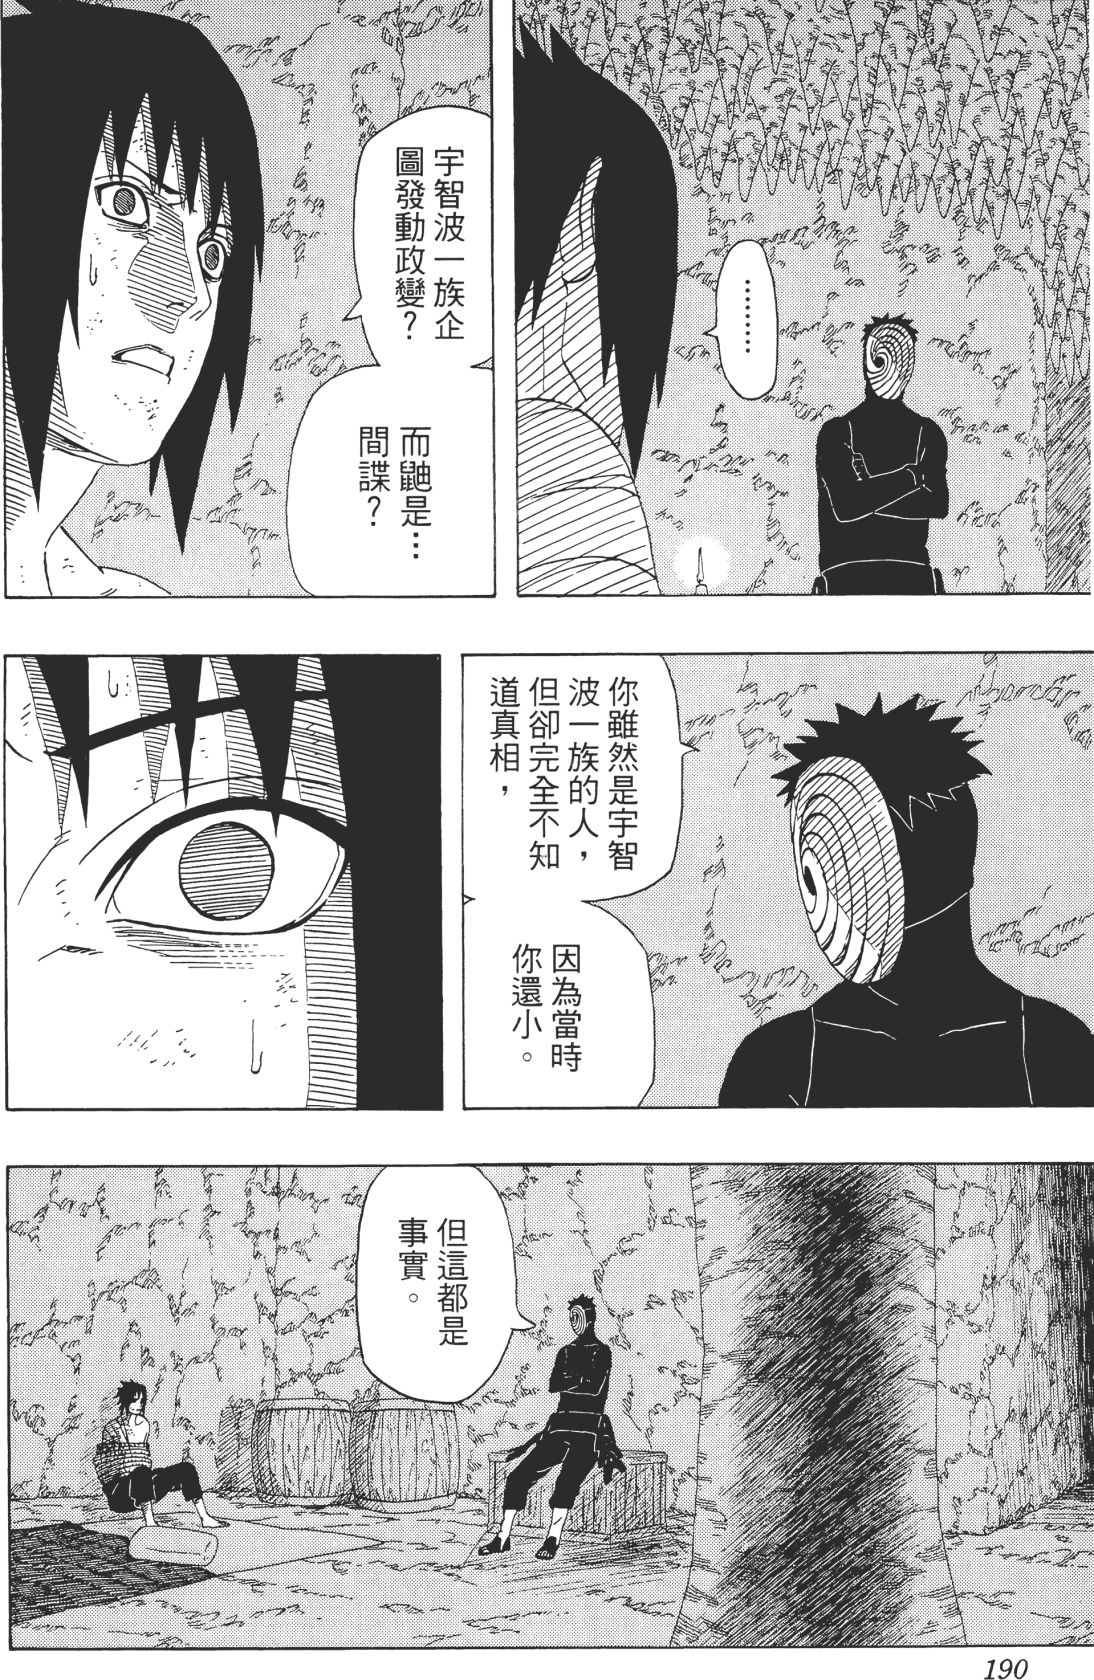 ………
宇智波一族企
圖發動政變？
而鼬是…
間諜？
你雖然是宇智
波一族的人，
但卻完全不知
道真相，
因為當時
你還小。
但這都是
事實。
190